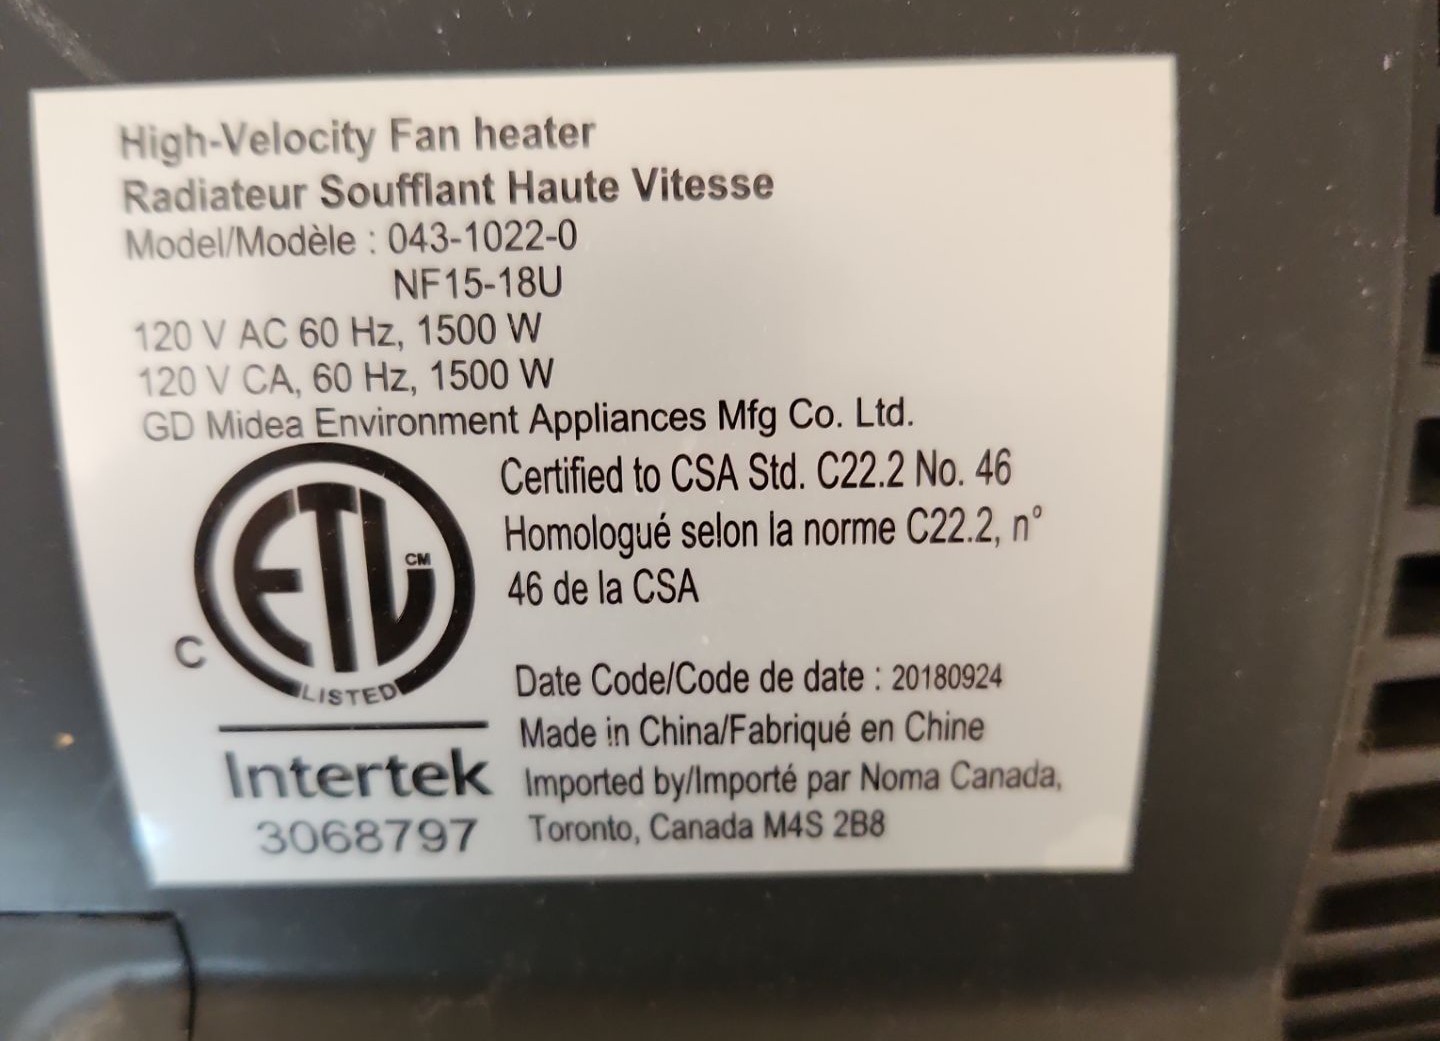 High-Velocity Fan heater
Radiateur Soufflant Haute Vitesse
Model/Modèle : 043-1022-0
NF15-18U
120 V AC 60 Hz, 1500 W
120 V CA, 60 Hz, 1500 W
GD Midea Environment Appliances Mfg Co. Ltd.
ETL CM
C
LISTED
Intertek
3068797
Certified to CSA Std. C22.2 No. 46
Homologué selon la norme C22.2, n°
46 de la CSA
Date Code/Code de date : 20180924
Made in China/Fabriqué en Chine
Imported by/Importé par Noma Canada,
Toronto, Canada M4S 2B8